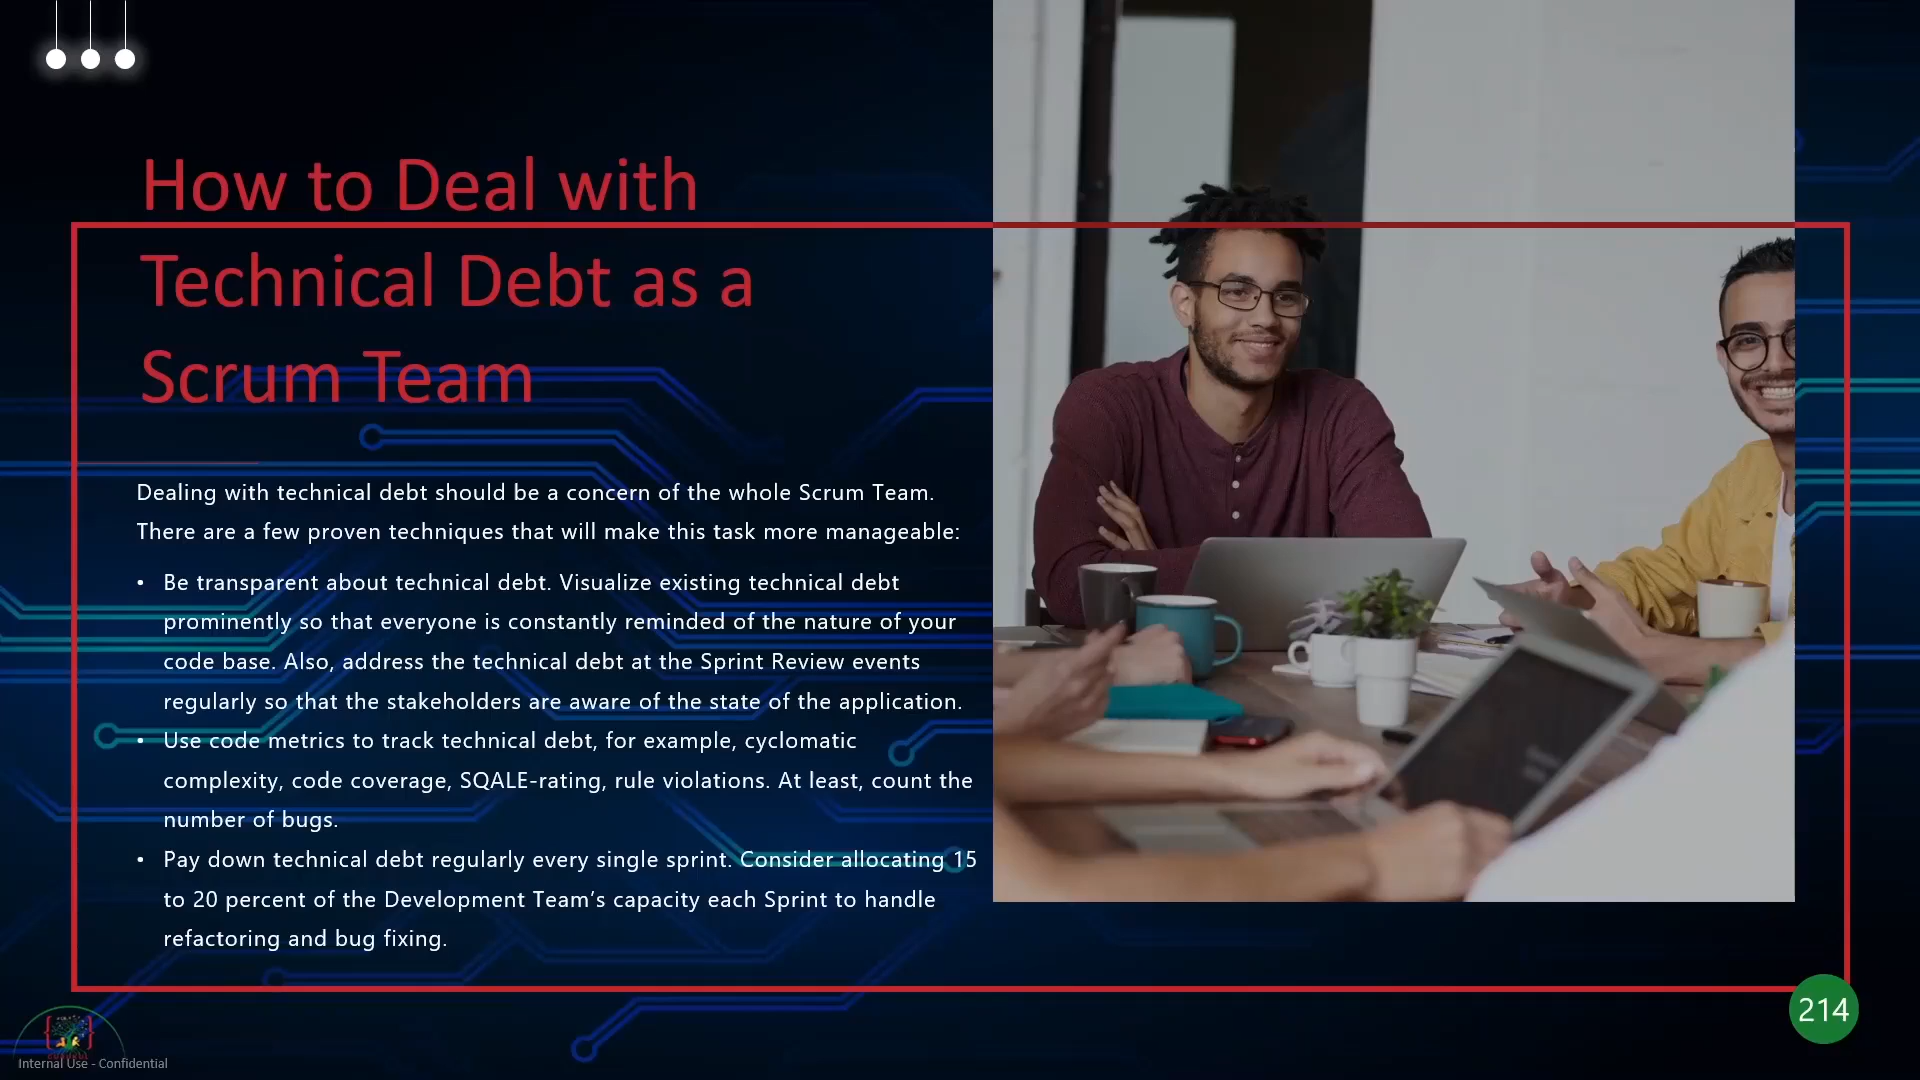 How to Deal with
Technical Debt as a
Scrum Team
Dealing with technical debt should be a concern of the whole Scrum Team.
There are a few proven techniques that will make this task more manageable:
• Be transparent about technical debt. Visualize existing technical debt
prominently so that everyone is constantly reminded of the nature of your
code base. Also, address the technical debt at the Sprint Review events
regularly so that the stakeholders are aware of the state of the application.
• Use code metrics to track technical debt, for example, cyclomatic
complexity, code coverage, SQALE-rating, rule violations. At least, count the
number of bugs.
• Pay down technical debt regularly every single sprint. Consider allocating 15
to 20 percent of the Development Team’s capacity each Sprint to handle
refactoring and bug fixing.
214
Internal Use - Confidential